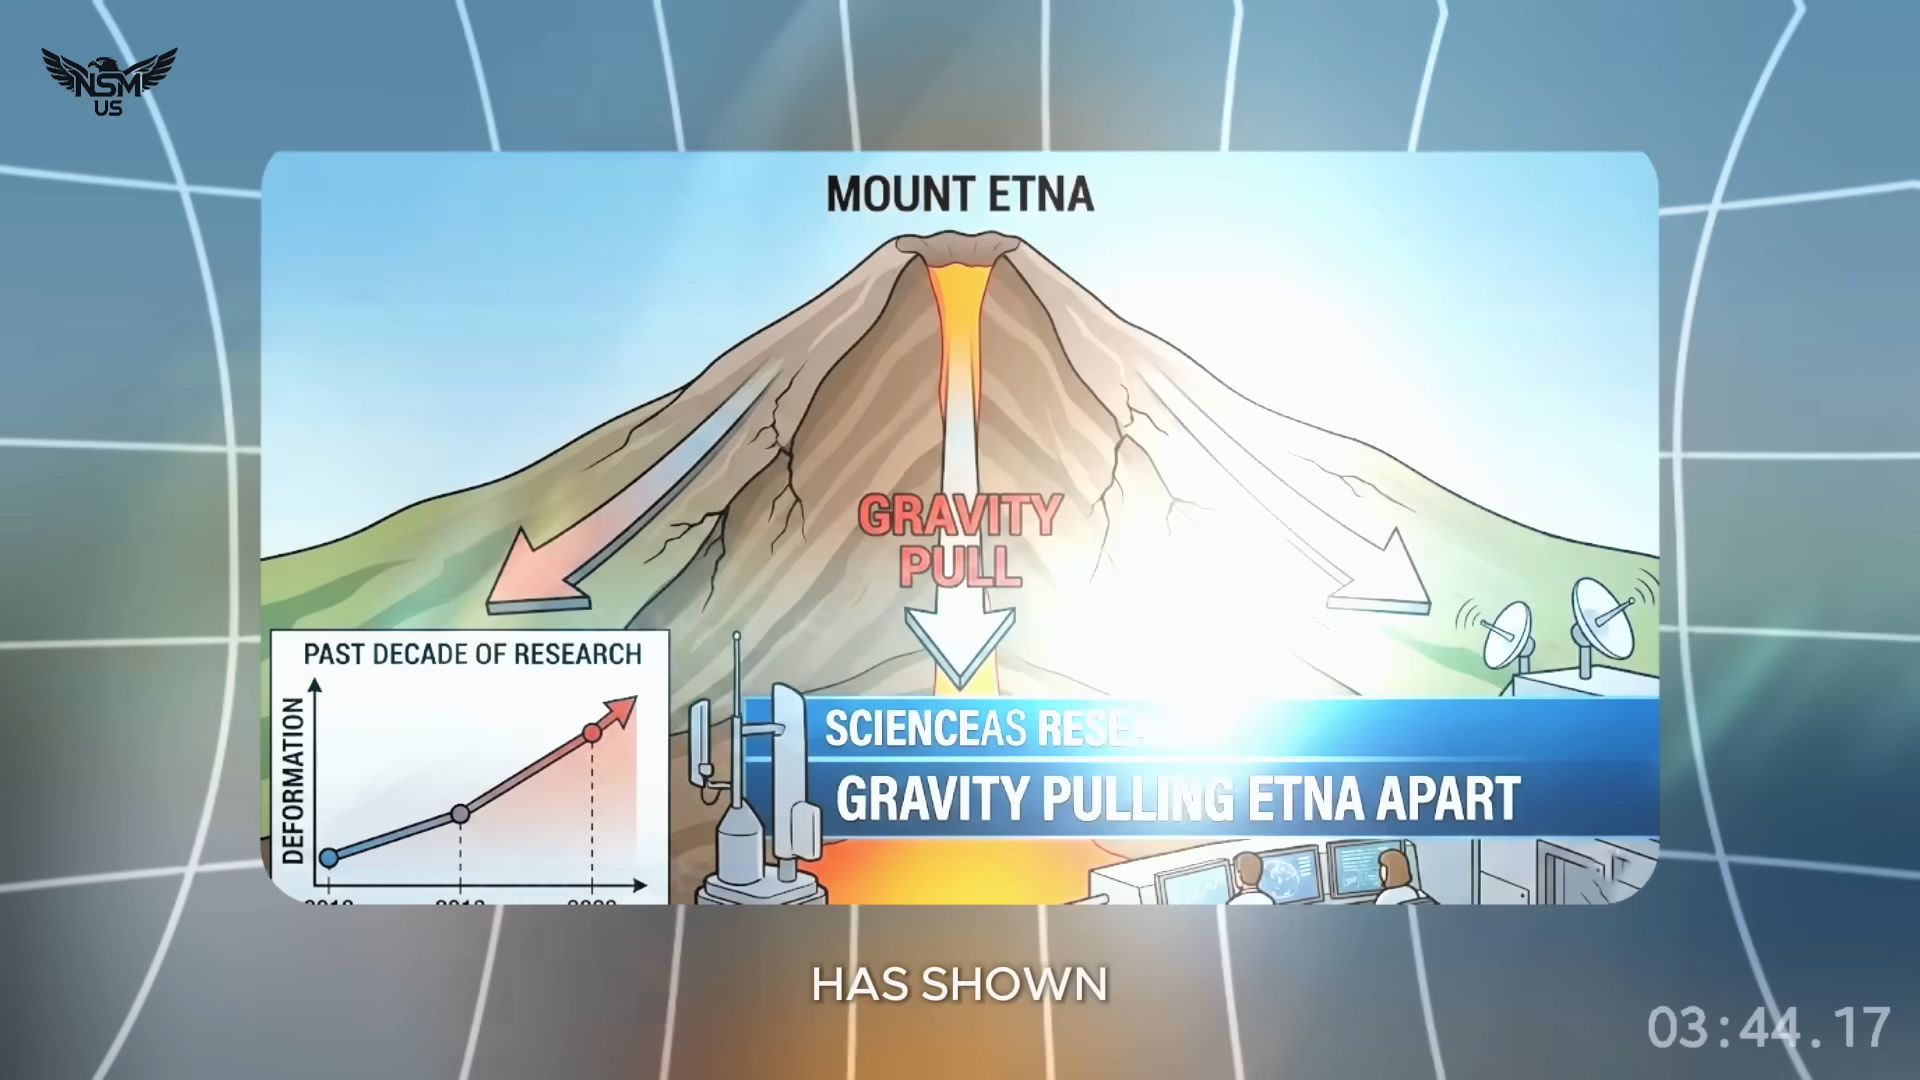 NSM
US
MOUNT ETNA
GRAVITY
PULL
PAST DECADE OF RESEARCH
DEFORMATION
SCIENCEAS RESE
GRAVITY PULLING ETNA APART
HAS SHOWN
03:44.17